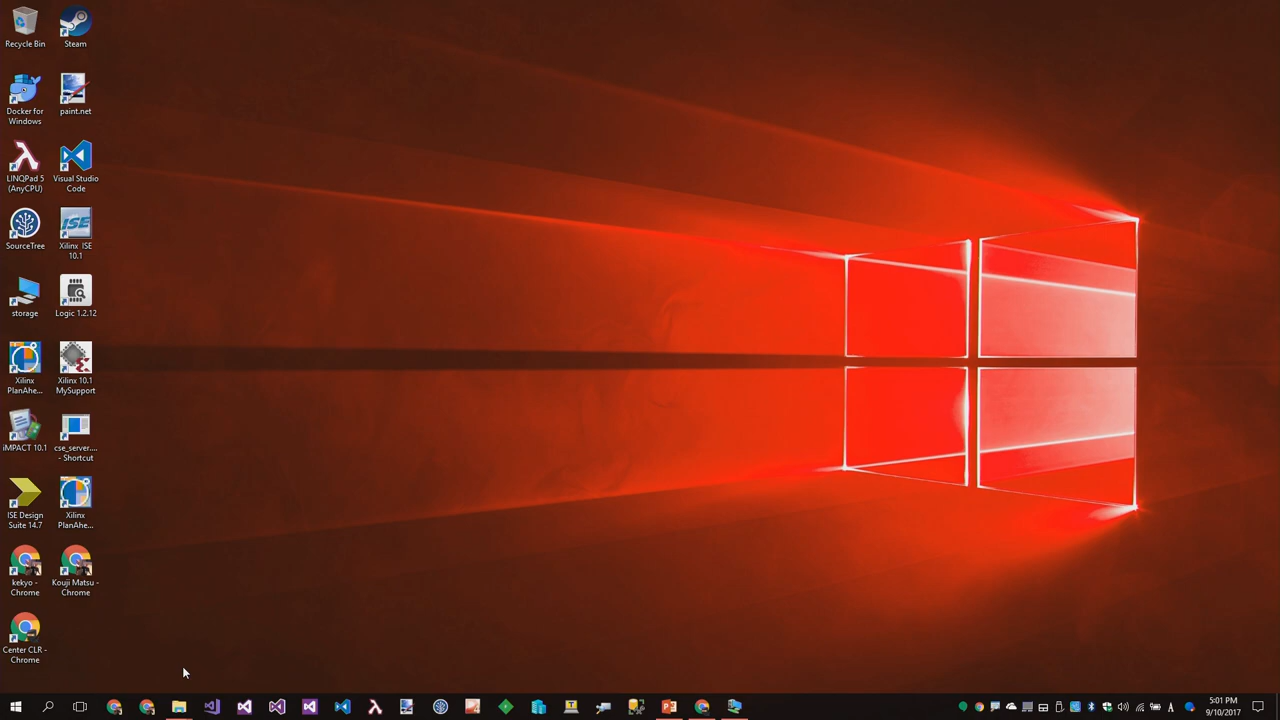 Recycle Bin
Steam
Docker for
Windows
paint.net
LINQPad 5
(AnyCPU)
Visual Studio
Code
SourceTree
Xilinx ISE
10.1
storage
Logic 1.2.12
Xilinx
PlanAhe...
Xilinx 10.1
MySupport
iMPACT 10.1
cse_server....
- Shortcut
ISE Design
Suite 14.7
Xilinx
PlanAhe...
kekyo -
Chrome
Kouji Matsu -
Chrome
Center CLR -
Chrome
ISE
5:01 PM
9/10/2017